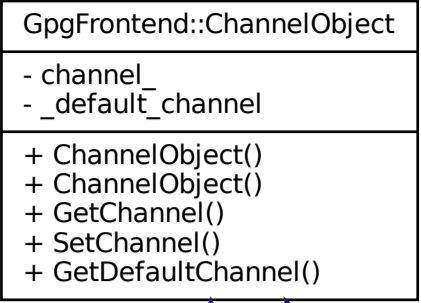 GpgFrontend::ChannelObject
- channel_
- _default_channel
+ ChannelObject()
+ ChannelObject()
+ GetChannel()
+ SetChannel()
+ GetDefaultChannel()